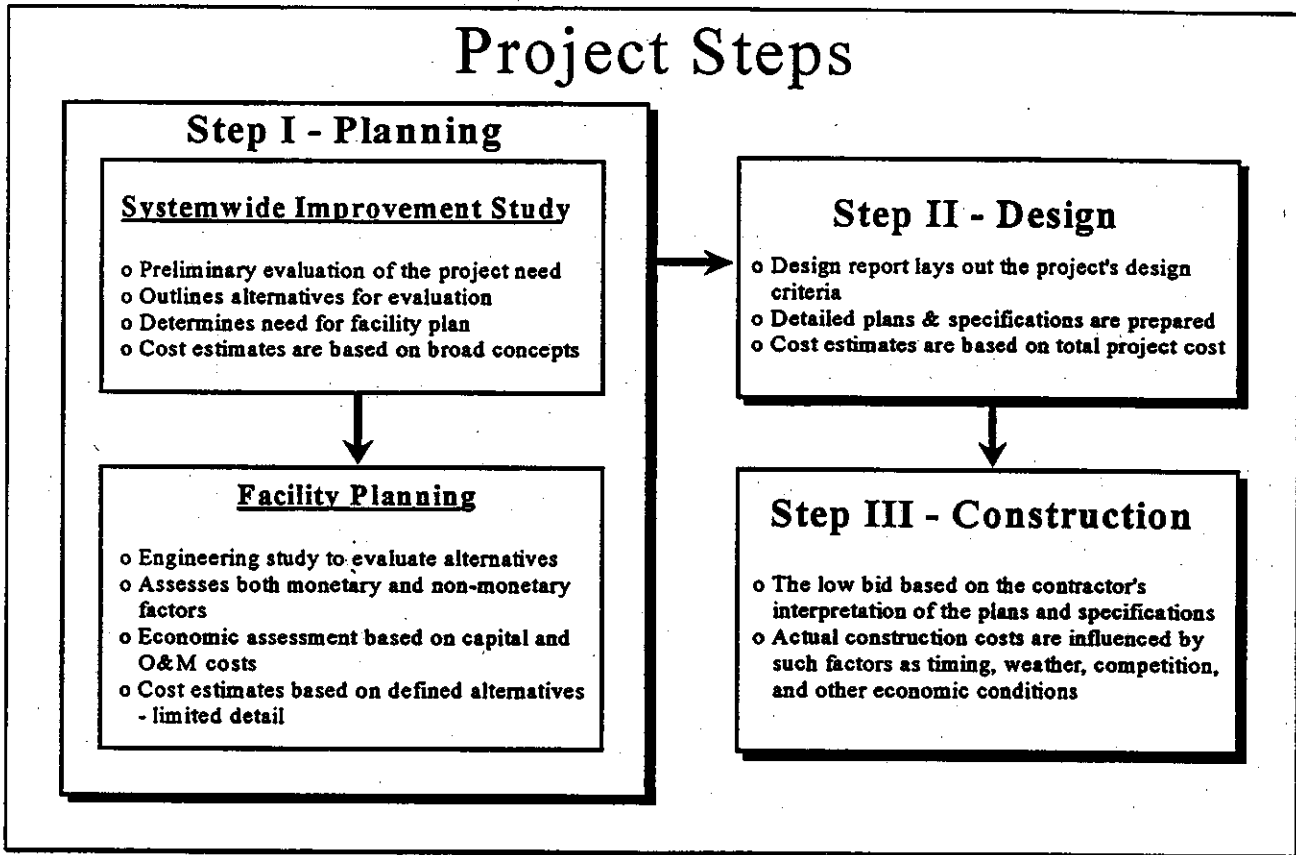 Project Steps
Step I - Planning
Systemwide Improvement Study
o Preliminary evaluation of the project need
o Outlines alternatives for evaluation
o Determines need for facility plan
o Cost estimates are based on broad concepts
Facility Planning
o Engineering study to evaluate alternatives
o Assesses both monetary and non-monetary
factors
o Economic assessment based on capital and
O&M costs
o Cost estimates based on defined alternatives
- limited detail
Step II - Design
o Design report lays out the project's design
criteria
o Detailed plans & specifications are prepared
o Cost estimates are based on total project cost
Step III - Construction
o The low bid based on the contractor's
interpretation of the plans and specifications
o Actual construction costs are influenced by
such factors as timing, weather, competition,
and other economic conditions